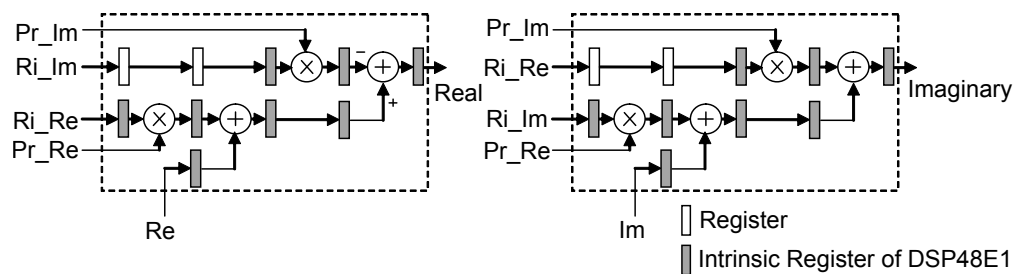 Pr_Im
Ri_Im
Ri_Re
Pr_Re
Re
×
×
+
+
−
+
Real
Pr_Im
Ri_Re
Ri_Im
Pr_Re
Im
×
×
+
+
Imaginary
Register
Intrinsic Register of DSP48E1